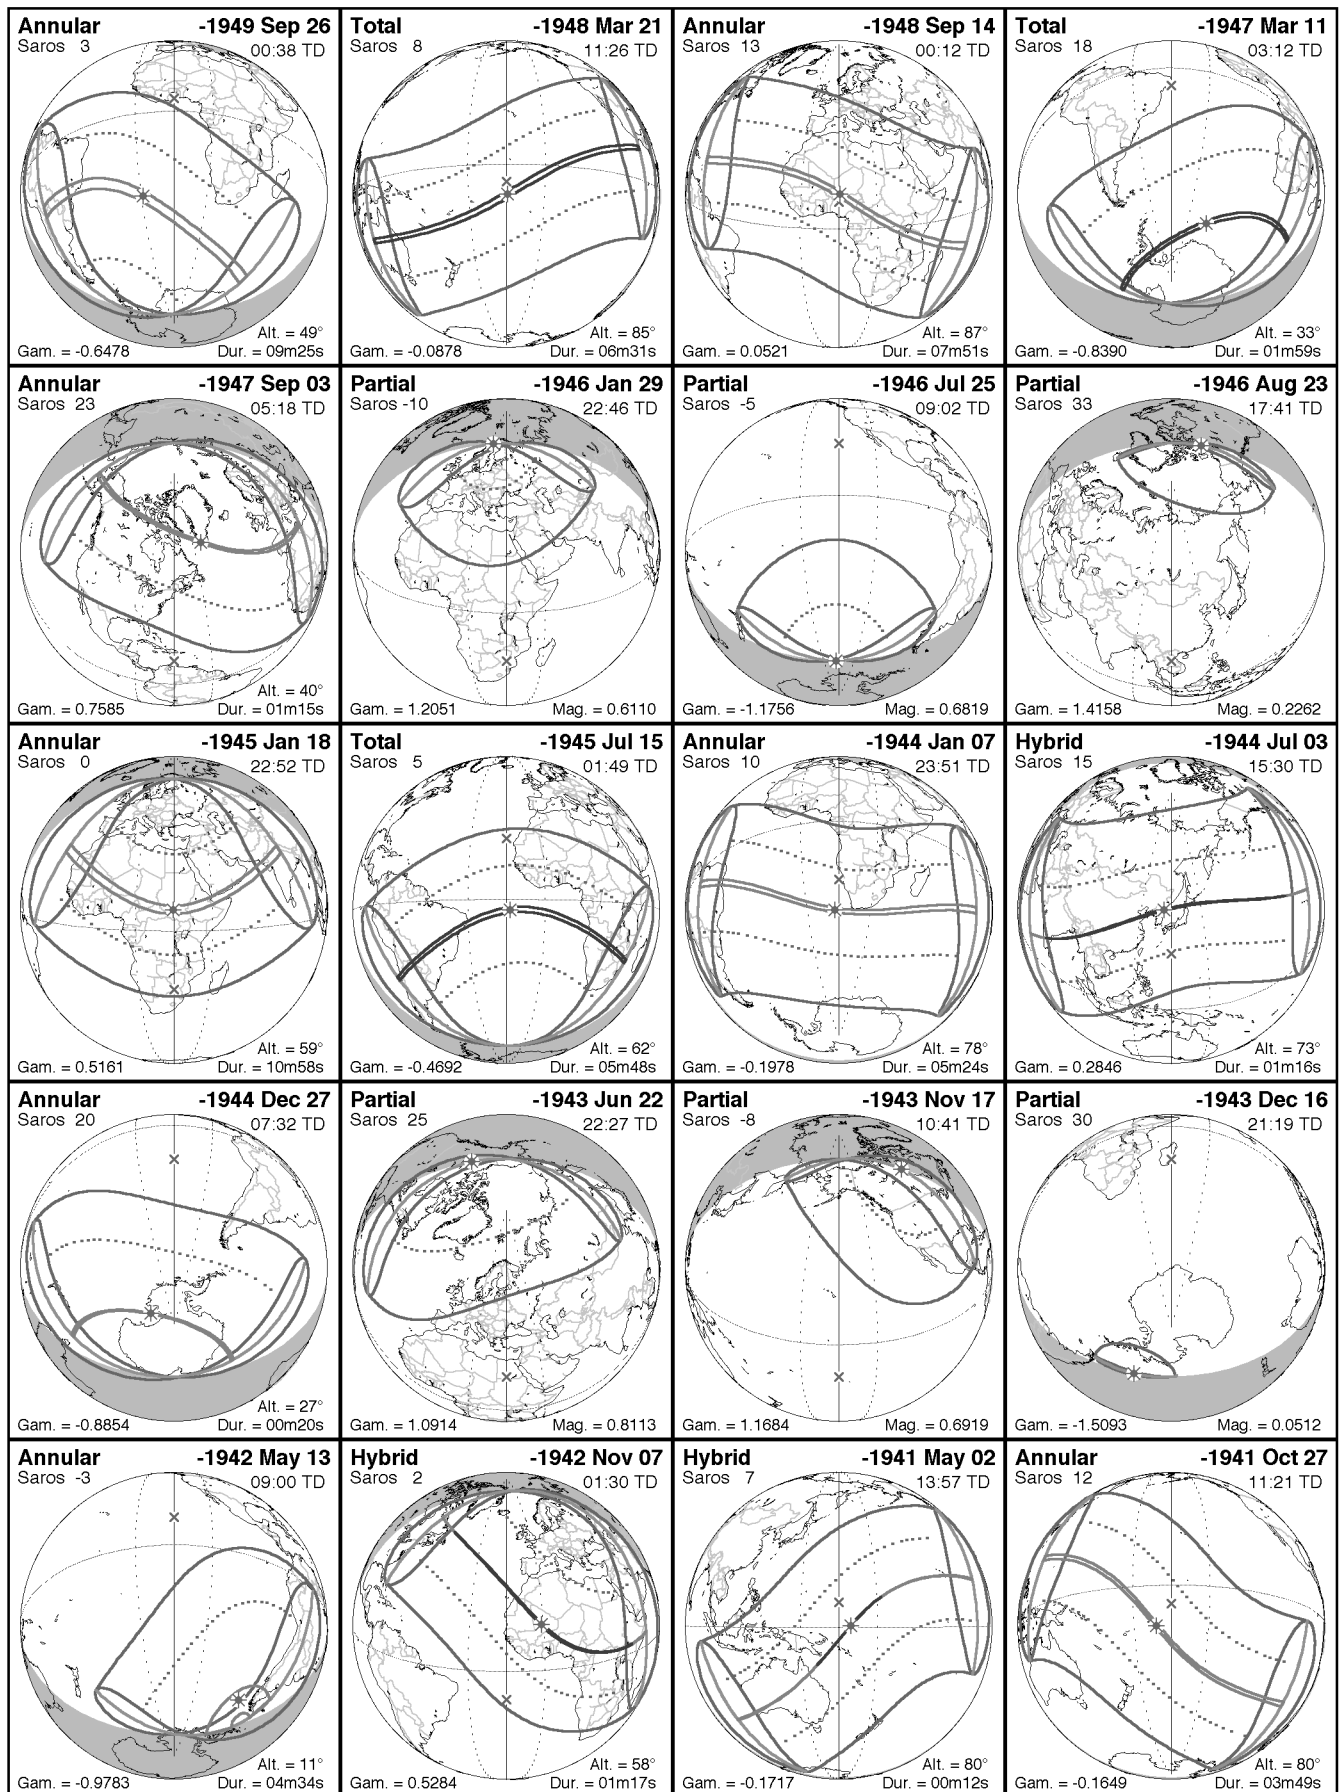 Annular -1949 Sep 26
Saros 3 00:38 TD
Alt. = 49°
Gam. = -0.6478 Dur. = 09m25s
Total -1948 Mar 21
Saros 8 11:26 TD
Alt. = 85°
Gam. = -0.0878 Dur. = 06m31s
Annular -1948 Sep 14
Saros 13 00:12 TD
Alt. = 87°
Gam. = 0.0521 Dur. = 07m51s
Total -1947 Mar 11
Saros 18 03:12 TD
Alt. = 33°
Gam. = -0.8390 Dur. = 01m59s
Annular -1947 Sep 03
Saros 23 05:18 TD
Alt. = 40°
Gam. = 0.7585 Dur. = 01m15s
Partial -1946 Jan 29
Saros -10 22:46 TD
Gam. = 1.2051 Mag. = 0.6110
Partial -1946 Jul 25
Saros -5 09:02 TD
Gam. = -1.1756 Mag. = 0.6819
Partial -1946 Aug 23
Saros 33 17:41 TD
Gam. = 1.4158 Mag. = 0.2262
Annular -1945 Jan 18
Saros 0 22:52 TD
Alt. = 59°
Gam. = 0.5161 Dur. = 10m58s
Total -1945 Jul 15
Saros 5 01:49 TD
Alt. = 62°
Gam. = -0.4692 Dur. = 05m48s
Annular -1944 Jan 07
Saros 10 23:51 TD
Alt. = 78°
Gam. = -0.1978 Dur. = 05m24s
Hybrid -1944 Jul 03
Saros 15 15:30 TD
Alt. = 73°
Gam. = 0.2846 Dur. = 01m16s
Annular -1944 Dec 27
Saros 20 07:32 TD
Alt. = 27°
Gam. = -0.8854 Dur. = 00m20s
Partial -1943 Jun 22
Saros 25 22:27 TD
Gam. = 1.0914 Mag. = 0.8113
Partial -1943 Nov 17
Saros -8 10:41 TD
Gam. = 1.1684 Mag. = 0.6919
Partial -1943 Dec 16
Saros 30 21:19 TD
Gam. = -1.5093 Mag. = 0.0512
Annular -1942 May 13
Saros -3 09:00 TD
Alt. = 11°
Gam. = -0.9783 Dur. = 04m34s
Hybrid -1942 Nov 07
Saros 2 01:30 TD
Alt. = 58°
Gam. = 0.5284 Dur. = 01m17s
Hybrid -1941 May 02
Saros 7 13:57 TD
Alt. = 80°
Gam. = -0.1717 Dur. = 00m12s
Annular -1941 Oct 27
Saros 12 11:21 TD
Alt. = 80°
Gam. = -0.1649 Dur. = 03m49s